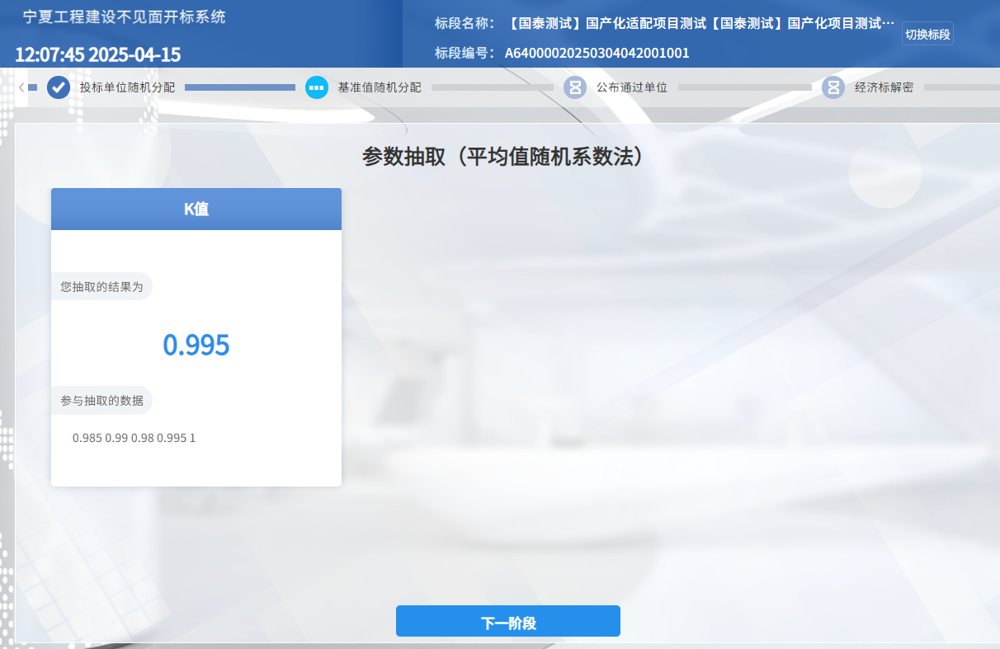 宁夏工程建设不见面开标系统
12:07:45 2025-04-15
标段名称： 【国泰测试】国产化适配项目测试【国泰测试】国产化项目测试…
标段编号： A64000020250304042001001
切换标段
投标单位随机分配
基准值随机分配
公布通过单位
经济标解密
参数抽取（平均值随机系数法）
K值
您抽取的结果为
0.995
参与抽取的数据
0.985 0.99 0.98 0.995 1
下一阶段